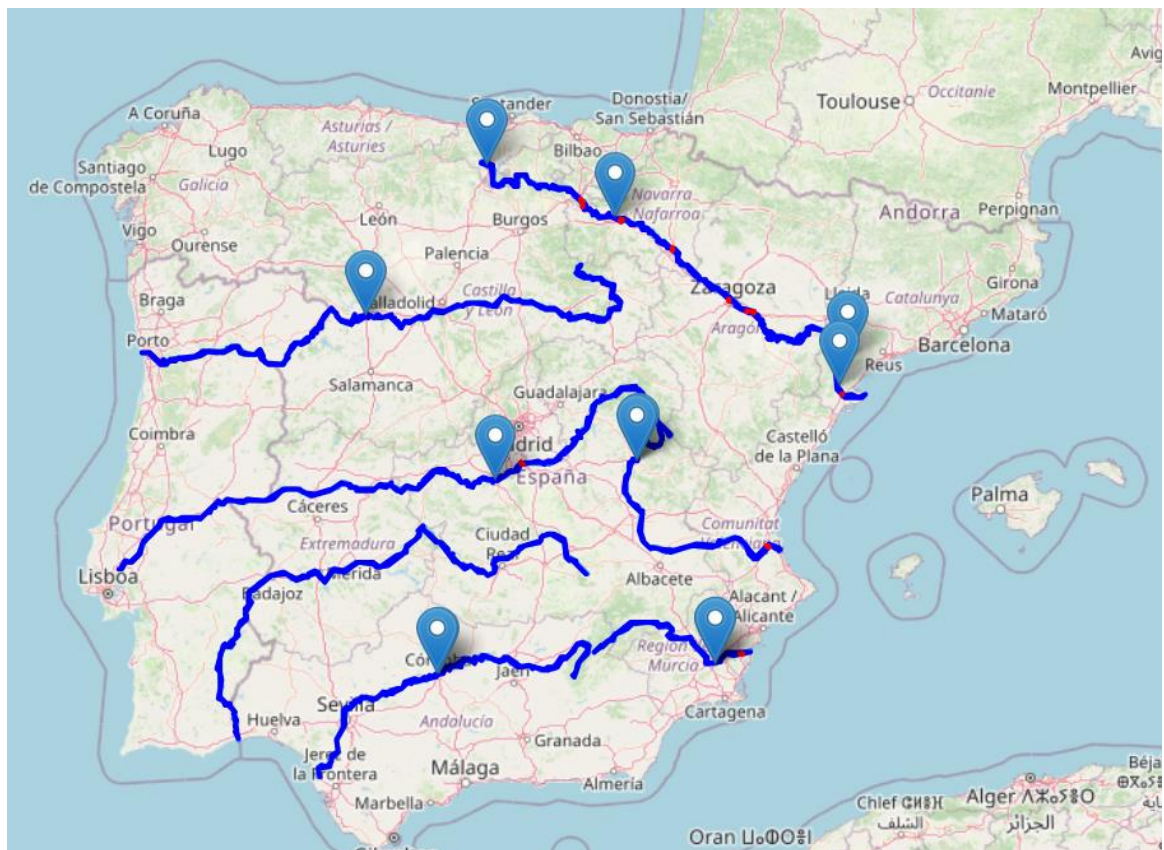 A Coruña
Santander
Donostia/
San Sebastián
Toulouse
Occitanie
Montpellier
Avig
Asturias /
Asturies
Bilbao
Lugo
Santiago
de Compostela
Galicia
León
Navarra
Nafarroa
Andorra
Perpignan
Vigo
Ourense
Burgos
Palencia
Girona
Zaragoza
Catalunya
Mataró
Braga
Castilla
y León
Aragón
Barcelona
Porto
Reus
Salamanca
Guadalajara
Coimbra
Castelló
de la Plana
España
Palma
Cáceres
Portugal
Ciudad
Comunitat
Extremadura
Lisboa
Albacete
Badajoz
Alacant /
Alicante
Región
Murcia
Jaén
Sevilla
Cartagena
Huelva
Andalucía
Granada
Jerez de
la Frontera
Málaga
Almería
Marbella
Chlef
الشلف
الجزائر
Béja
Oran